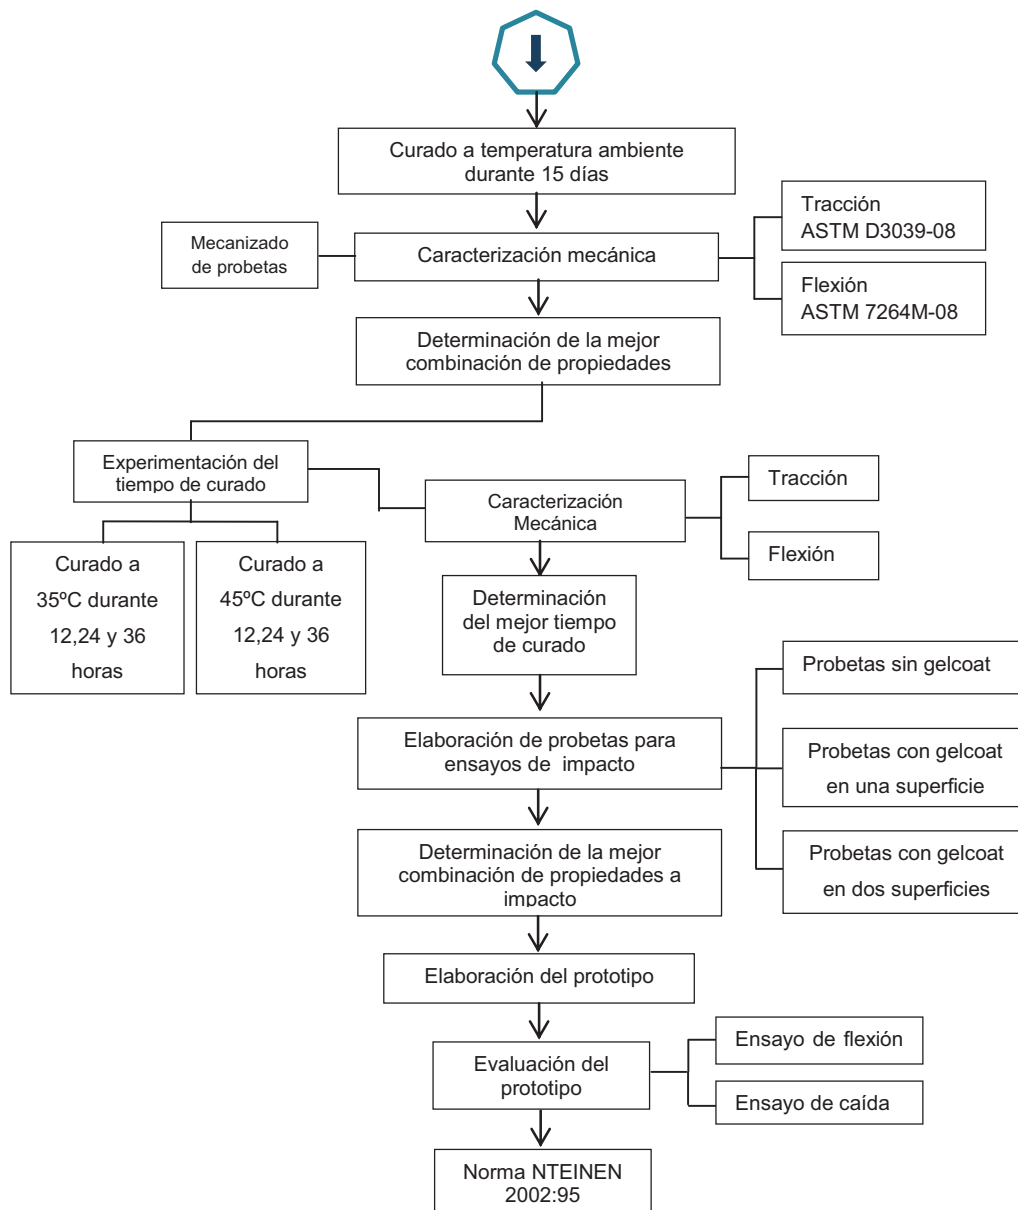 Curado a temperatura ambiente
durante 15 días
Mecanizado
de probetas
Caracterización mecánica
Tracción
ASTM D3039-08
Flexión
ASTM 7264M-08
Determinación de la mejor
combinación de propiedades
Experimentación del
tiempo de curado
Caracterización
Mecánica
Tracción
Flexión
Curado a
35ºC durante
12,24 y 36
horas
Curado a
45ºC durante
12,24 y 36
horas
Determinación
del mejor tiempo
de curado
Elaboración de probetas para
ensayos de impacto
Probetas sin gelcoat
Probetas con gelcoat
en una superficie
Probetas con gelcoat
en dos superficies
Determinación de la mejor
combinación de propiedades a
impacto
Elaboración del prototipo
Evaluación del
prototipo
Ensayo de flexión
Ensayo de caída
Norma NTEINEN
2002:95